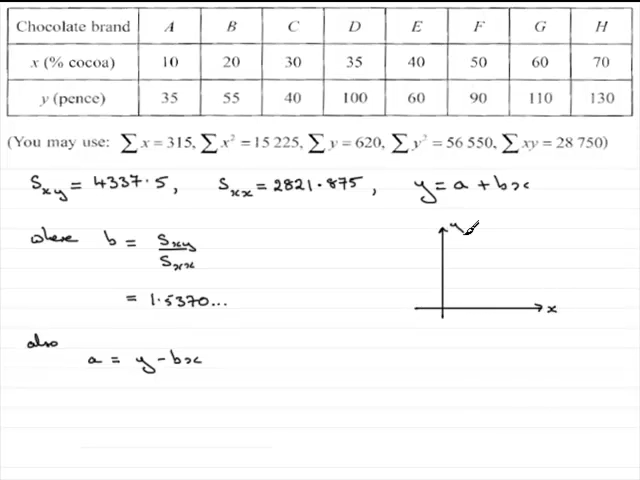 Chocolate brand A B C D E F G H
x (% cocoa) 10 20 30 35 40 50 60 70
y (pence) 35 55 40 100 60 90 110 130
(You may use: ∑x = 315, ∑x² = 15 225, ∑y = 620, ∑y² = 56 550, ∑xy = 28 750)
Sxy = 4337.5, Sxx = 2821.875, y = a + bx
where b = Sxy/Sxx
= 1.5370...
also
a = y − bx
y
x